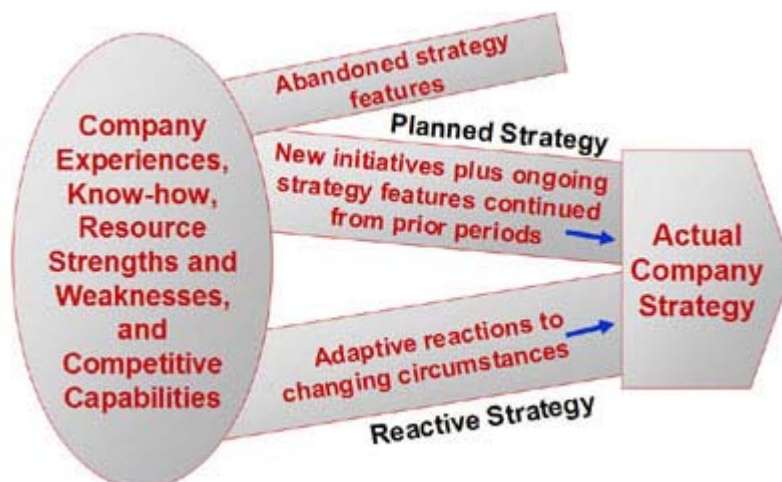 Abandoned strategy
features
Company
Experiences,
Know-how,
Resource
Strengths and
Weaknesses,
and
Competitive
Capabilities
Planned Strategy
New initiatives plus ongoing
strategy features continued
from prior periods
Adaptive reactions to
changing circumstances
Reactive Strategy
Actual
Company
Strategy